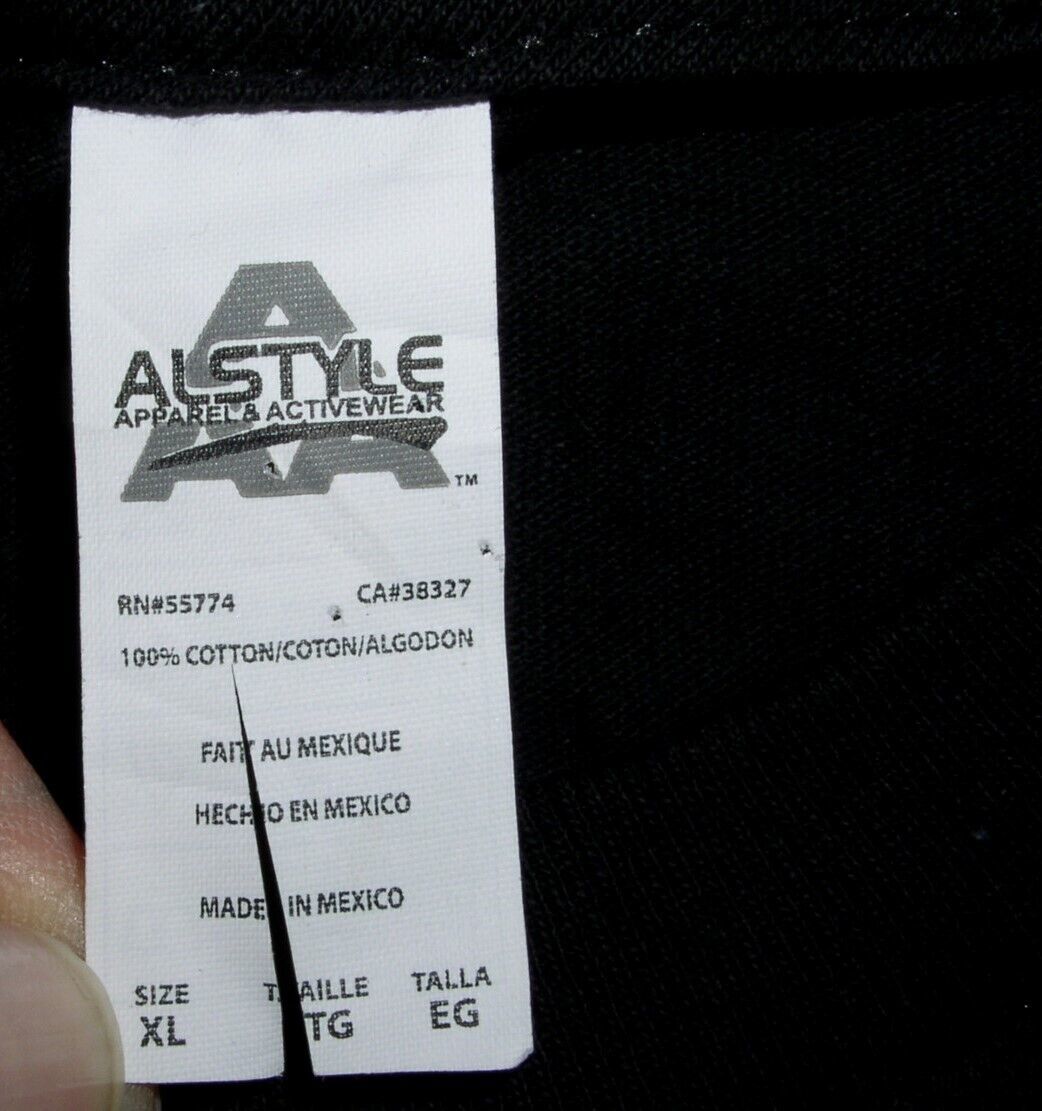 ALSTYLE
APPAREL & ACTIVEWEAR
TM
RN#55774 CA#38327
100% COTTON/COTON/ALGODON
FAIT AU MEXIQUE
HECHO EN MEXICO
MADE IN MEXICO
SIZE TAILLE TALLA
XL TG EG